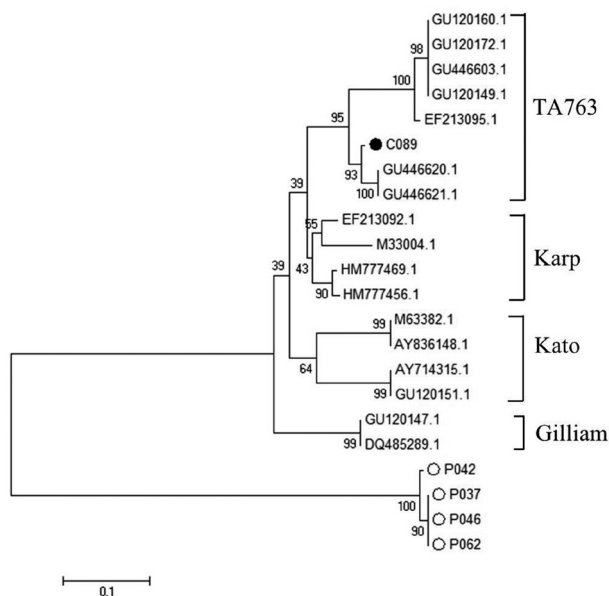 GU120160.1
98
GU120172.1
GU446603.1
100
GU120149.1
TA763
EF213095.1
95
C089
93
GU446620.1
100
GU446621.1
39
EF213092.1
55
M33004.1
Karp
43
HM777469.1
90
HM777456.1
39
M63382.1
99
AY836148.1
Kato
64
AY714315.1
99
GU120151.1
GU120147.1
Gilliam
99
DQ485289.1
P042
P037
100
P046
90
P062
0.1